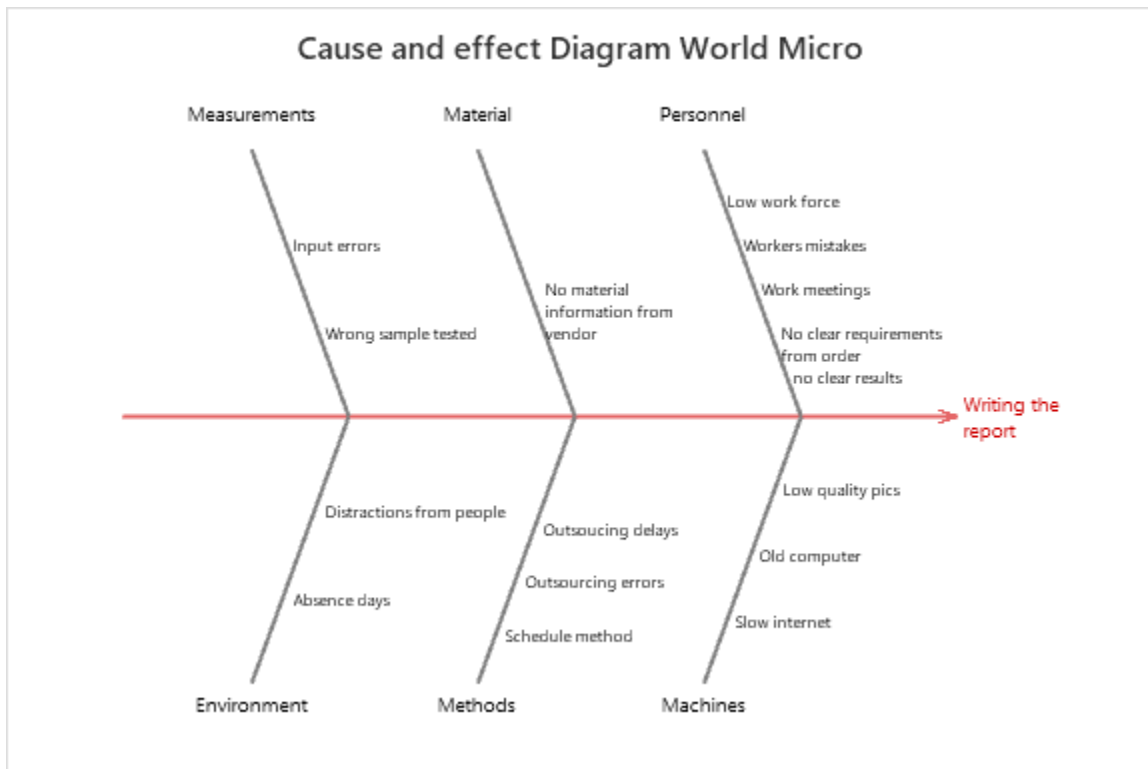 Cause and effect Diagram World Micro
Measurements
Material
Personnel
Low work force
Input errors
Workers mistakes
No material
information from
vendor
Work meetings
Wrong sample tested
No clear requirements
from order
no clear results
Writing the
report
Low quality pics
Distractions from people
Outsoucing delays
Old computer
Outsourcing errors
Absence days
Slow internet
Schedule method
Environment
Methods
Machines